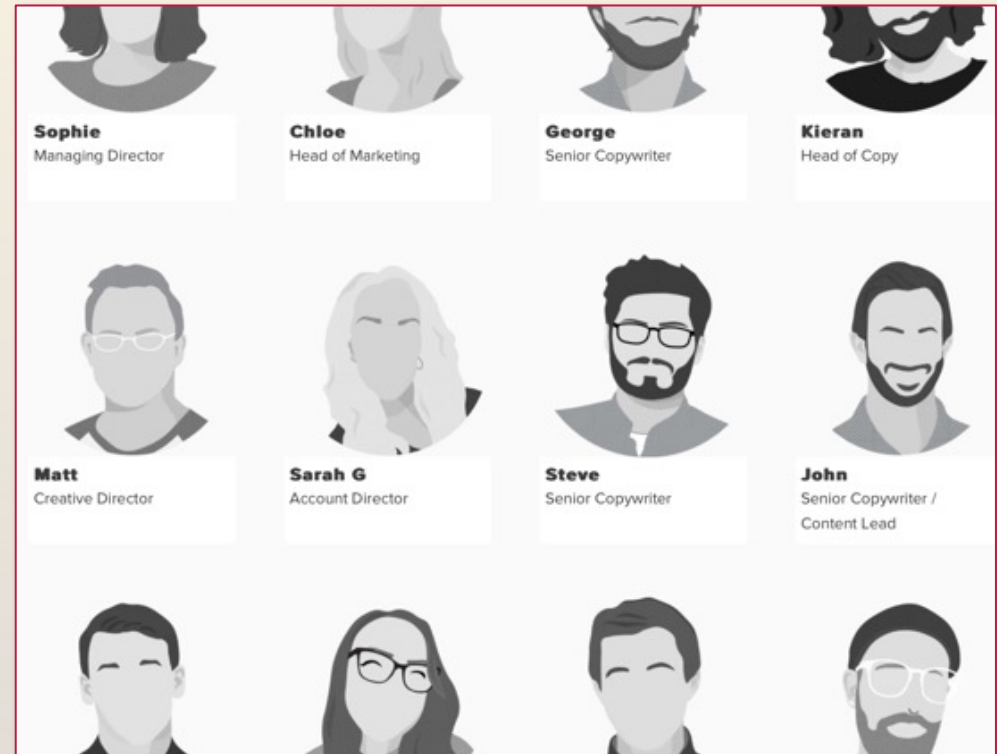 Sophie
Managing Director
Chloe
Head of Marketing
George
Senior Copywriter
Kieran
Head of Copy
Matt
Creative Director
Sarah G
Account Director
Steve
Senior Copywriter
John
Senior Copywriter /
Content Lead